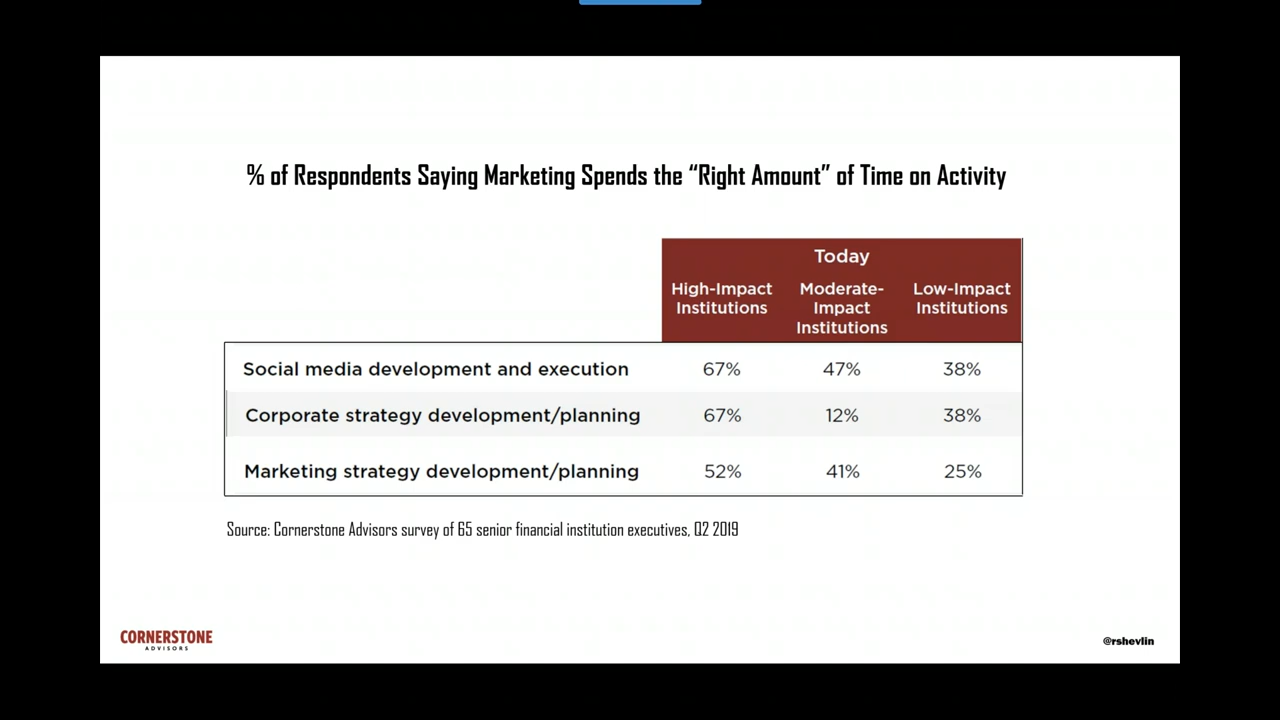 % of Respondents Saying Marketing Spends the “Right Amount” of Time on Activity
Today
High-Impact Institutions
Moderate-Impact Institutions
Low-Impact Institutions
Social media development and execution 67% 47% 38%
Corporate strategy development/planning 67% 12% 38%
Marketing strategy development/planning 52% 41% 25%
Source: Cornerstone Advisors survey of 65 senior financial institution executives, Q2 2019
CORNERSTONE
ADVISORS
@rshevlin